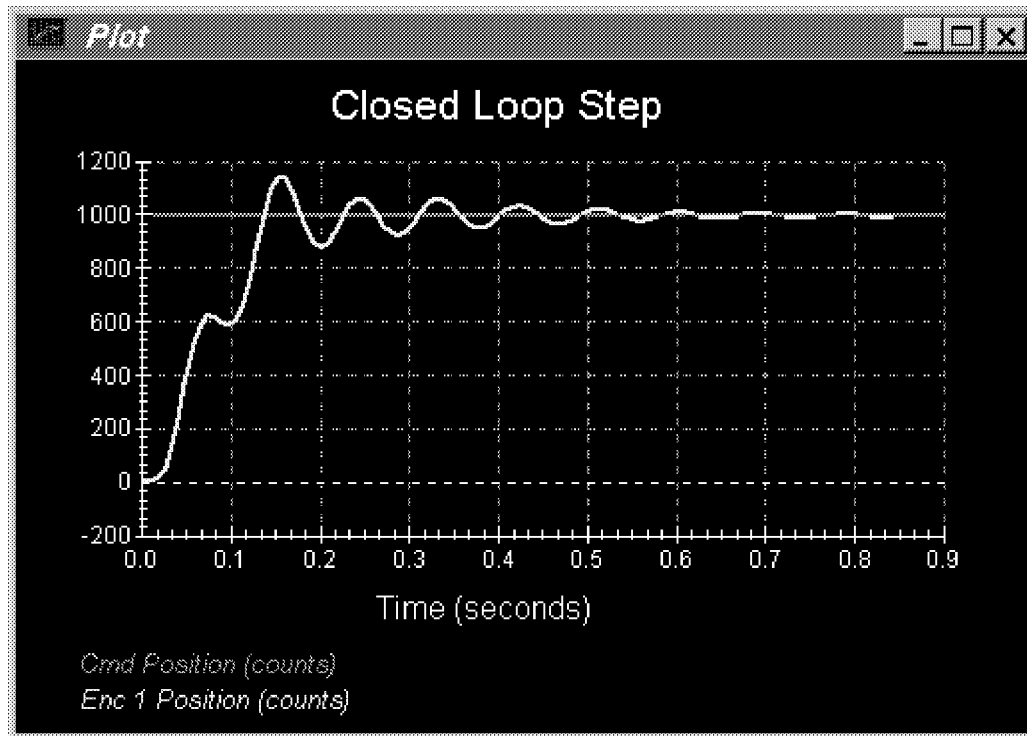 Plot
Closed Loop Step
1200
1000
800
600
400
200
0
-200
0.0 0.1 0.2 0.3 0.4 0.5 0.6 0.7 0.8 0.9
Time (seconds)
Cmd Position (counts)
Enc 1 Position (counts)